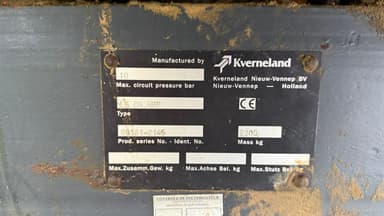 Manufactured by
Kverneland
10
Max. circuit pressure bar
Kverneland Nieuw-Vennep BV
Nieuw-Vennep — Holland
Type
CE
Prod. series No. - Ident. No.
Mass kg
Max.Zusamm.Gew. kg
Max.Achse Bel. kg
Max.Stutz Bel. kg